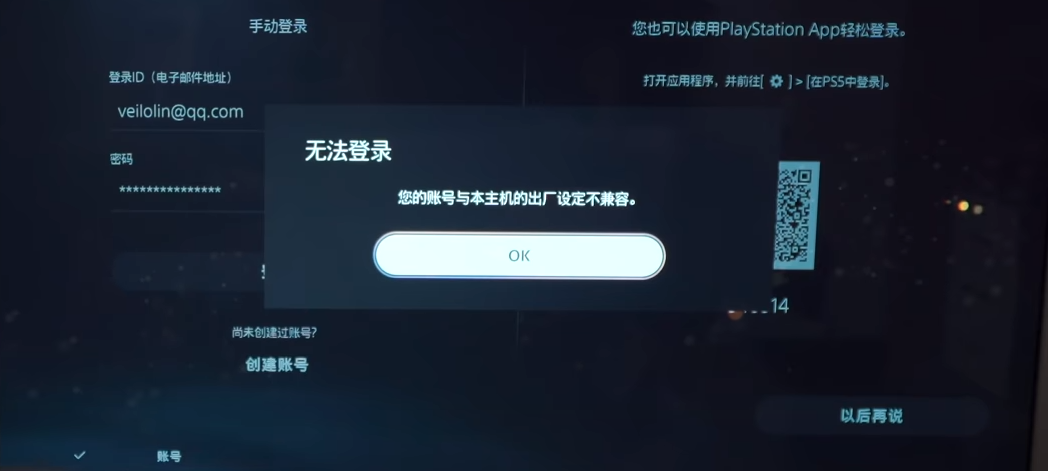 手动登录
您也可以使用PlayStation App轻松登录。
登录ID（电子邮件地址）
打开应用程序，并前往[ ] > [在PS5中登录]。
veilolin@qq.com
密码
***************
无法登录
您的账号与本主机的出厂设定不兼容。
OK
14
尚未创建过账号?
创建账号
以后再说
账号